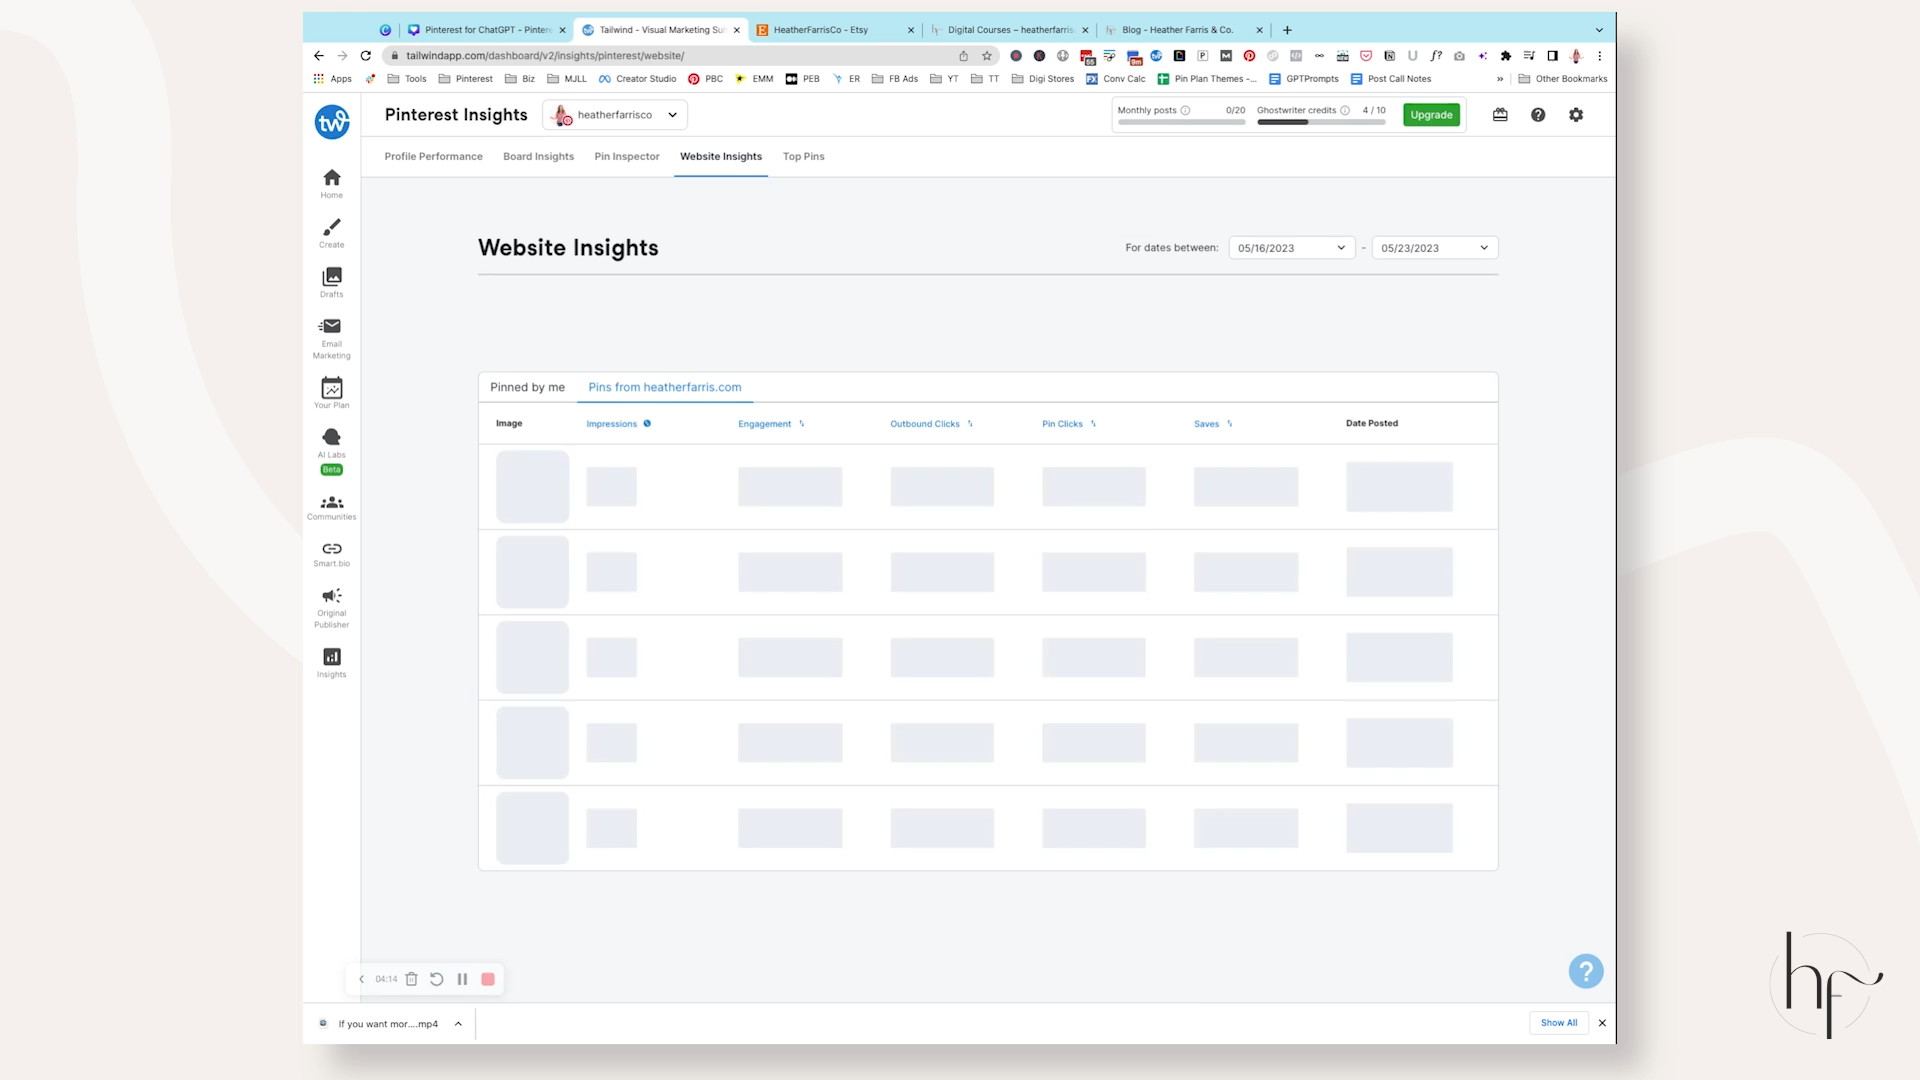 Pinterest for ChatGPT - Pintere
Tailwind - Visual Marketing Sui
HeatherFarrisCo - Etsy
Digital Courses – heatherfarris
Blog - Heather Farris & Co.
tailwindapp.com/dashboard/v2/insights/pinterest/website/
Apps
Tools
Pinterest
Biz
MJLL
Creator Studio
PBC
EMM
PEB
ER
FB Ads
YT
TT
Digi Stores
Conv Calc
Pin Plan Themes -...
GPTPrompts
Post Call Notes
»
Other Bookmarks
tw
Pinterest Insights
heatherfarrisco
Monthly posts
0/20
Ghostwriter credits
4 / 10
Upgrade
Profile Performance
Board Insights
Pin Inspector
Website Insights
Top Pins
Home
Create
Drafts
Email
Marketing
Your Plan
AI Labs
Beta
Communities
Smart.bio
Original
Publisher
Insights
Website Insights
For dates between:
05/16/2023
-
05/23/2023
Pinned by me
Pins from heatherfarris.com
Image
Impressions
Engagement
Outbound Clicks
Pin Clicks
Saves
Date Posted
04:14
?
If you want mor....mp4
Show All
hf